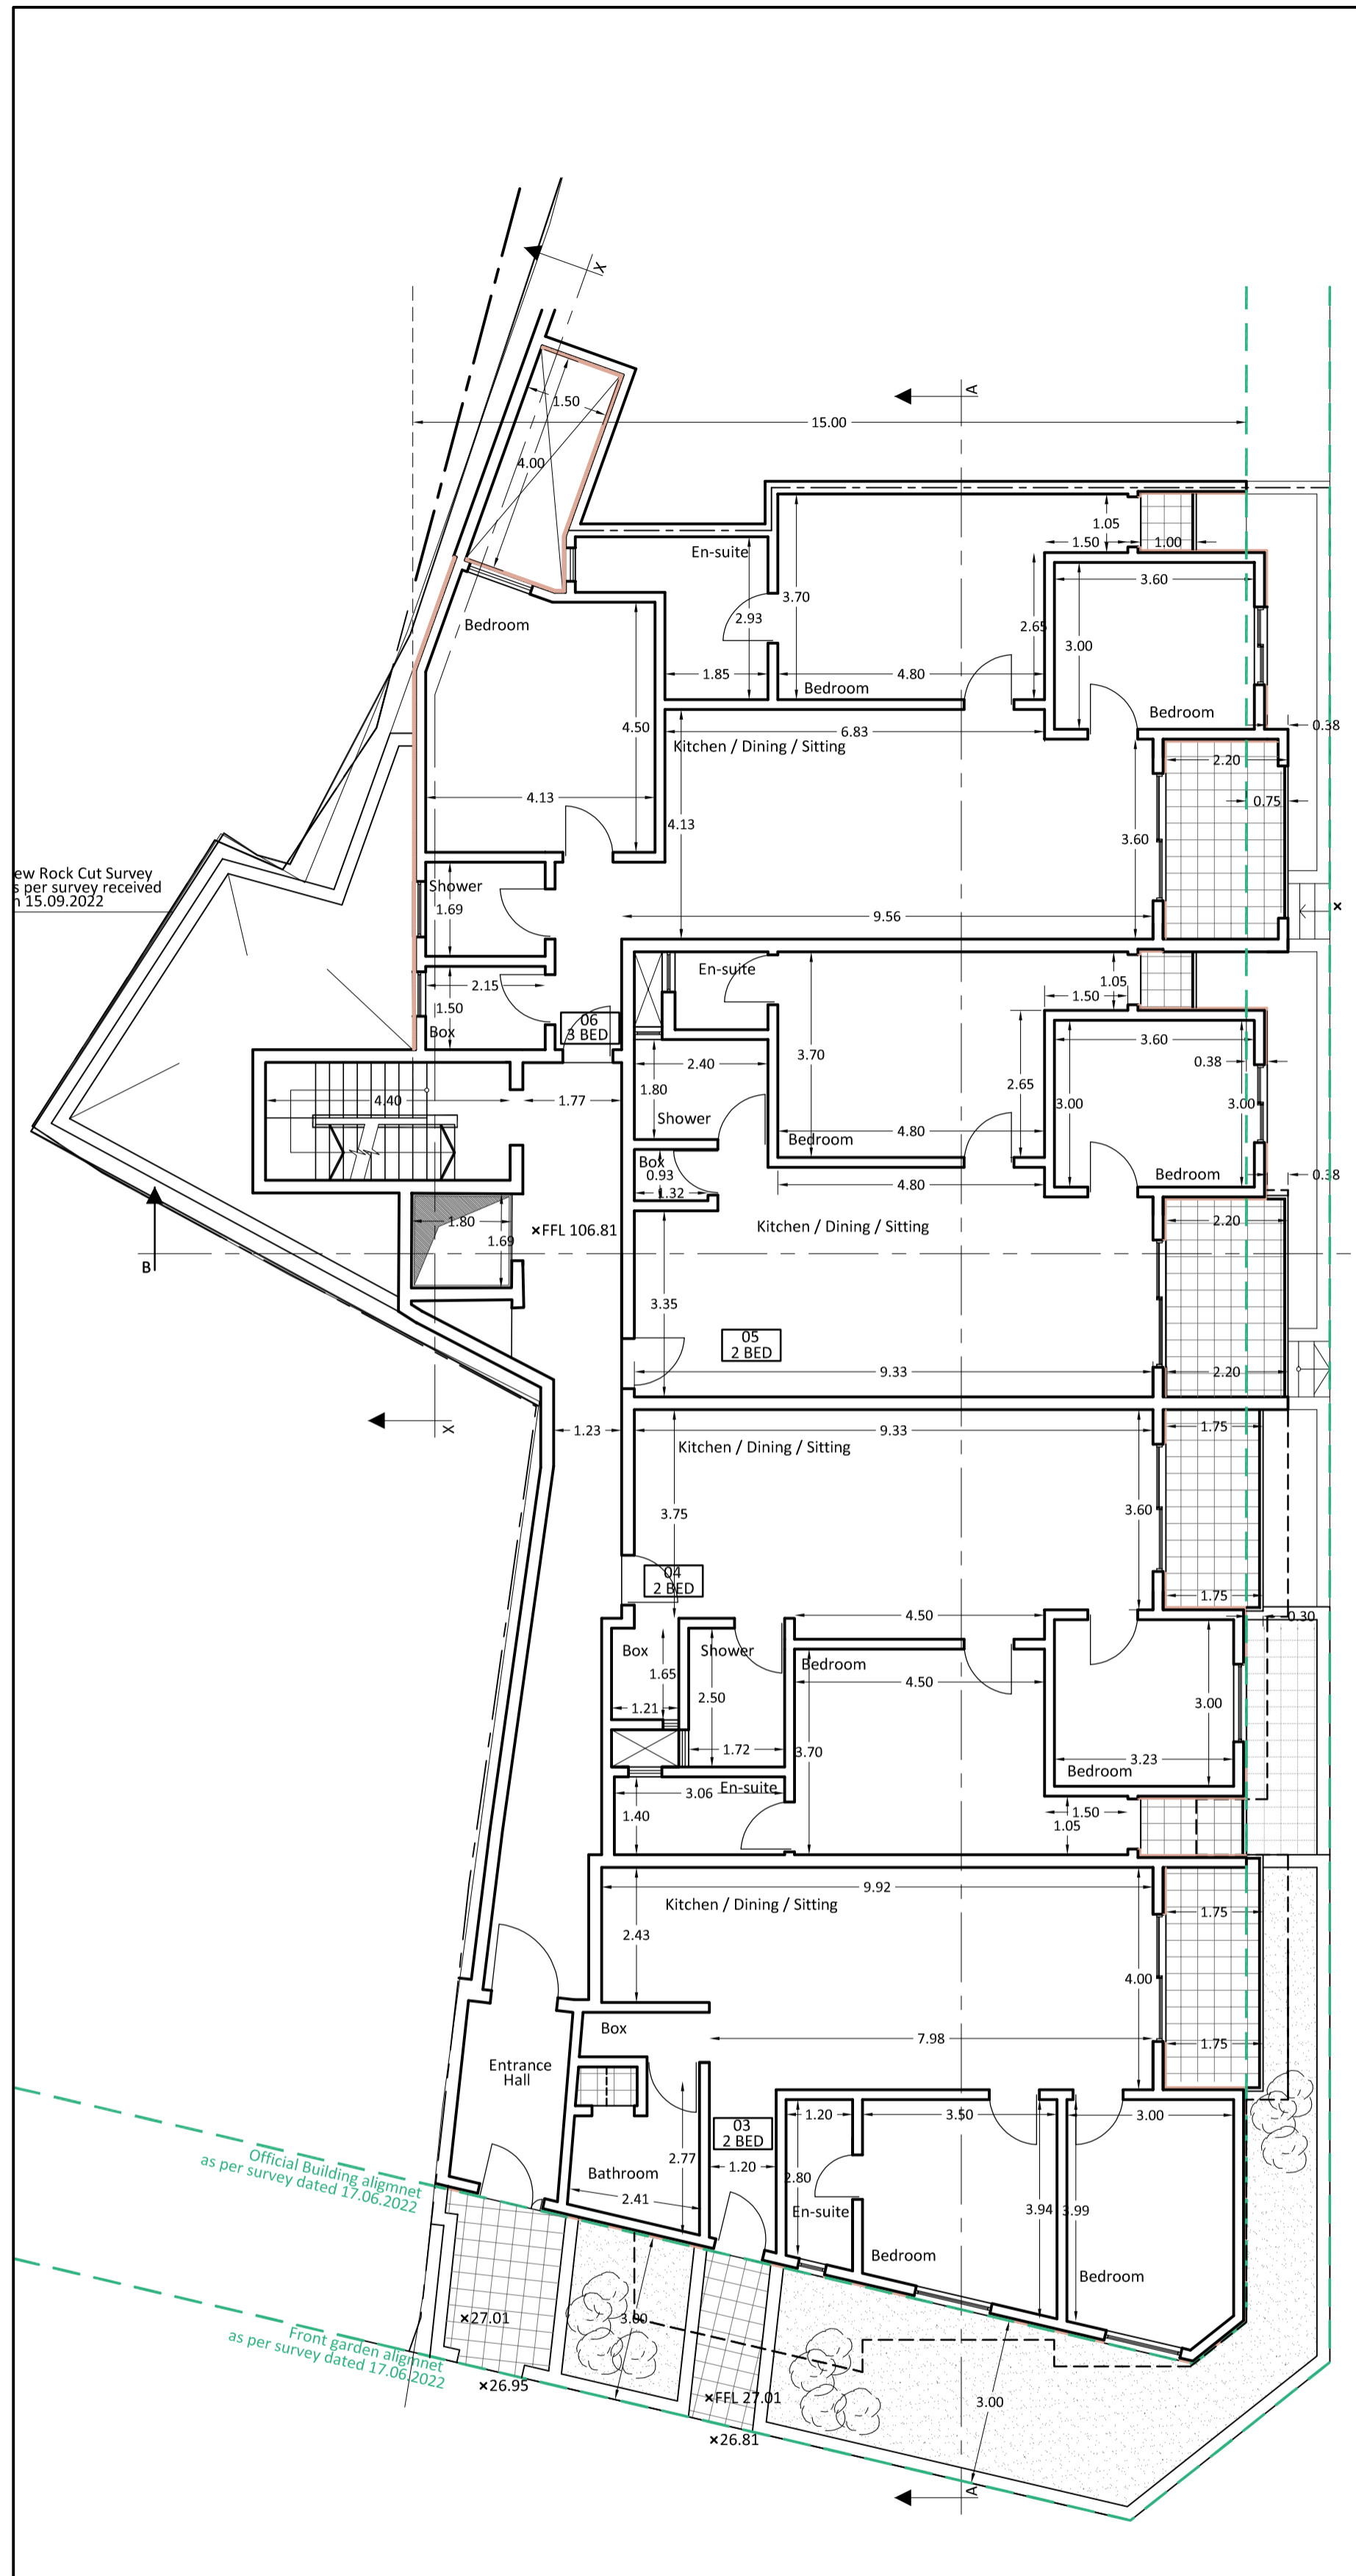 X
1.50
A
15.00
4.00
1.05
En-suite
1.50
1.00
3.60
3.70
2.93
Bedroom
2.65
3.00
1.85
4.80
Bedroom
Bedroom
4.50
6.83
0.38
Kitchen / Dining / Sitting
2.20
4.13
0.75
4.13
3.60
ew Rock Cut Survey
s per survey received
n 15.09.2022
Shower
1.69
9.56
En-suite
1.05
2.15
1.50
1.50
Box
06
3 BED
3.60
3.70
2.40
0.38
2.65
1.80
4.40
1.77
3.00
3.00
Shower
4.80
Bedroom
Box
0.93
Bedroom
0.38
1.32
4.80
1.80
2.20
1.69
×FFL 106.81
Kitchen / Dining / Sitting
B
3.35
05
2 BED
9.33
2.20
X
1.23
9.33
1.75
Kitchen / Dining / Sitting
3.75
3.60
04
2 BED
1.75
4.50
0.30
Box
Shower
Bedroom
1.65
4.50
2.50
3.00
1.21
1.72
3.70
3.23
Bedroom
3.06
En-suite
1.50
1.40
1.05
9.92
Kitchen / Dining / Sitting
1.75
2.43
4.00
Box
7.98
1.75
Entrance
Hall
1.20
3.50
3.00
03
2 BED
2.77
1.20
Bathroom
2.80
2.41
En-suite
3.94
3.99
Official Building aligmnet
as per survey dated 17.06.2022
Bedroom
Bedroom
×27.01
3.00
Front garden aligmnet
as per survey dated 17.06.2022
×26.95
×FFL 27.01
3.00
×26.81
A